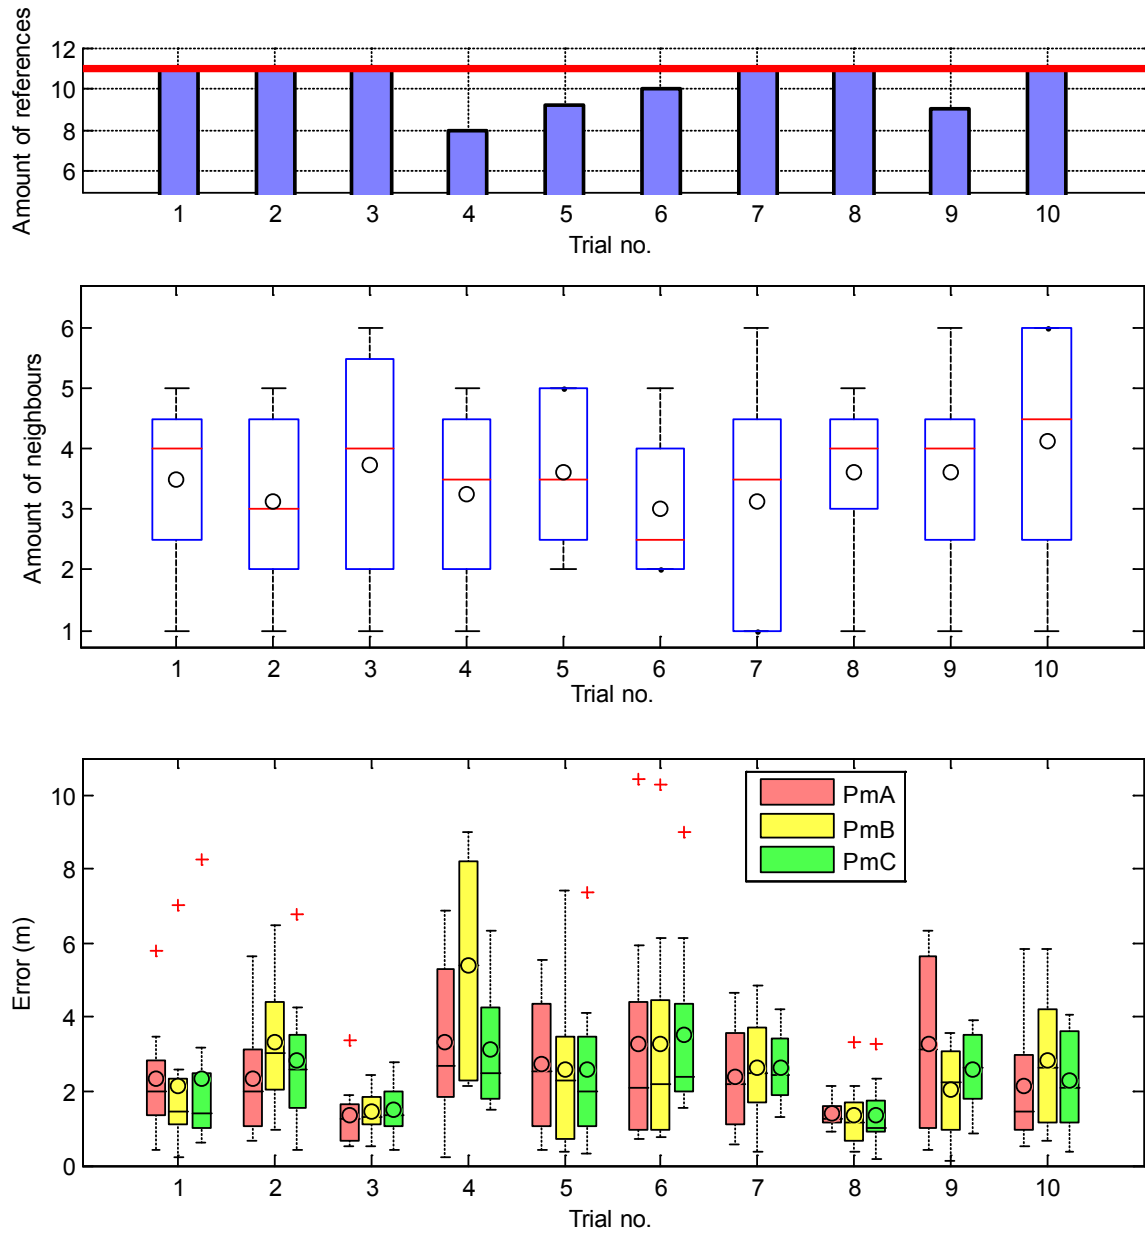 Amount of references
12
10
8
6
1 2 3 4 5 6 7 8 9 10
Trial no.
Amount of neighbours
6
5
4
3
2
1
1 2 3 4 5 6 7 8 9 10
Trial no.
Error (m)
10
8
6
4
2
0
PmA
PmB
PmC
1 2 3 4 5 6 7 8 9 10
Trial no.